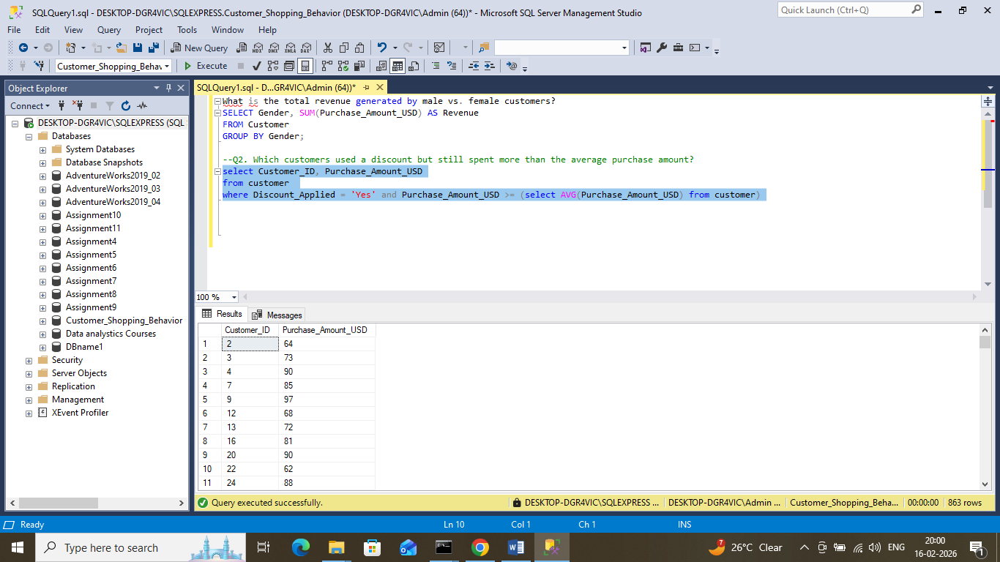 SQLQuery1.sql - DESKTOP-DGR4VIC\SQLEXPRESS.Customer_Shopping_Behavior (DESKTOP-DGR4VIC\Admin (64))* - Microsoft SQL Server Management Studio
Quick Launch (Ctrl+Q)
File Edit View Query Project Tools Window Help
New Query MDX DMX XMLA DAX
Customer_Shopping_Behav Execute
Object Explorer
SQLQuery1.sql - D...GR4VIC\Admin (64))*
Connect
DESKTOP-DGR4VIC\SQLEXPRESS (SQL
Databases
System Databases
Database Snapshots
AdventureWorks2019_02
AdventureWorks2019_03
AdventureWorks2019_04
Assignment10
Assignment11
Assignment4
Assignment5
Assignment6
Assignment7
Assignment8
Assignment9
Customer_Shopping_Behavior
Data analystics Courses
DBname1
Security
Server Objects
Replication
Management
XEvent Profiler
What is the total revenue generated by male vs. female customers?
SELECT Gender, SUM(Purchase_Amount_USD) AS Revenue
FROM Customer
GROUP BY Gender;
--Q2. Which customers used a discount but still spent more than the average purchase amount?
select Customer_ID, Purchase_Amount_USD
from customer
where Discount_Applied = 'Yes' and Purchase_Amount_USD >= (select AVG(Purchase_Amount_USD) from customer)
100 %
Results Messages
Customer_ID Purchase_Amount_USD
1 2 64
2 3 73
3 4 90
4 7 85
5 9 97
6 12 68
7 13 72
8 16 81
9 20 90
10 22 62
11 24 88
Query executed successfully. DESKTOP-DGR4VIC\SQLEXPRESS ... DESKTOP-DGR4VIC\Admin ... Customer_Shopping_Beha... 00:00:00 863 rows
Ready Ln 10 Col 1 Ch 1 INS
Type here to search 7 26°C Clear ENG 20:00
16-02-2026 1